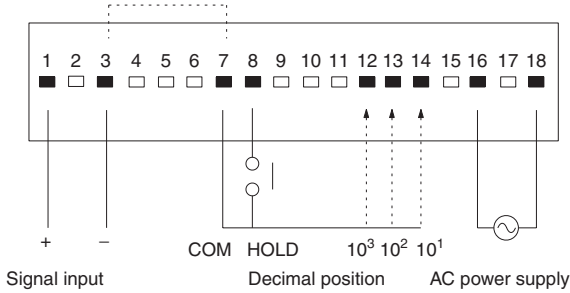 1 2 3 4 5 6 7 8 9 10 11 12 13 14 15 16 17 18
+ − COM HOLD 10³ 10² 10¹
Signal input Decimal position AC power supply